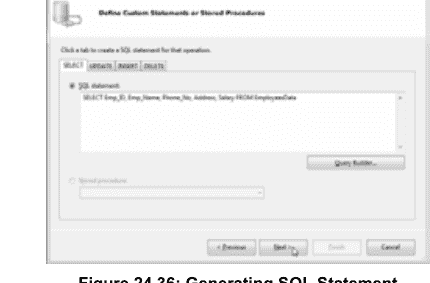 Define Custom Statements or Stored Procedures
Click a tab to create a SQL statement for that operation.
SELECT UPDATE INSERT DELETE
SQL statement:
SELECT Emp_ID, Emp_Name, Phone_No, Address, Salary FROM EmployeesData
Query Builder...
Stored procedure:
< Previous Next > Finish Cancel
Figure 24.36: Generating SQL Statement